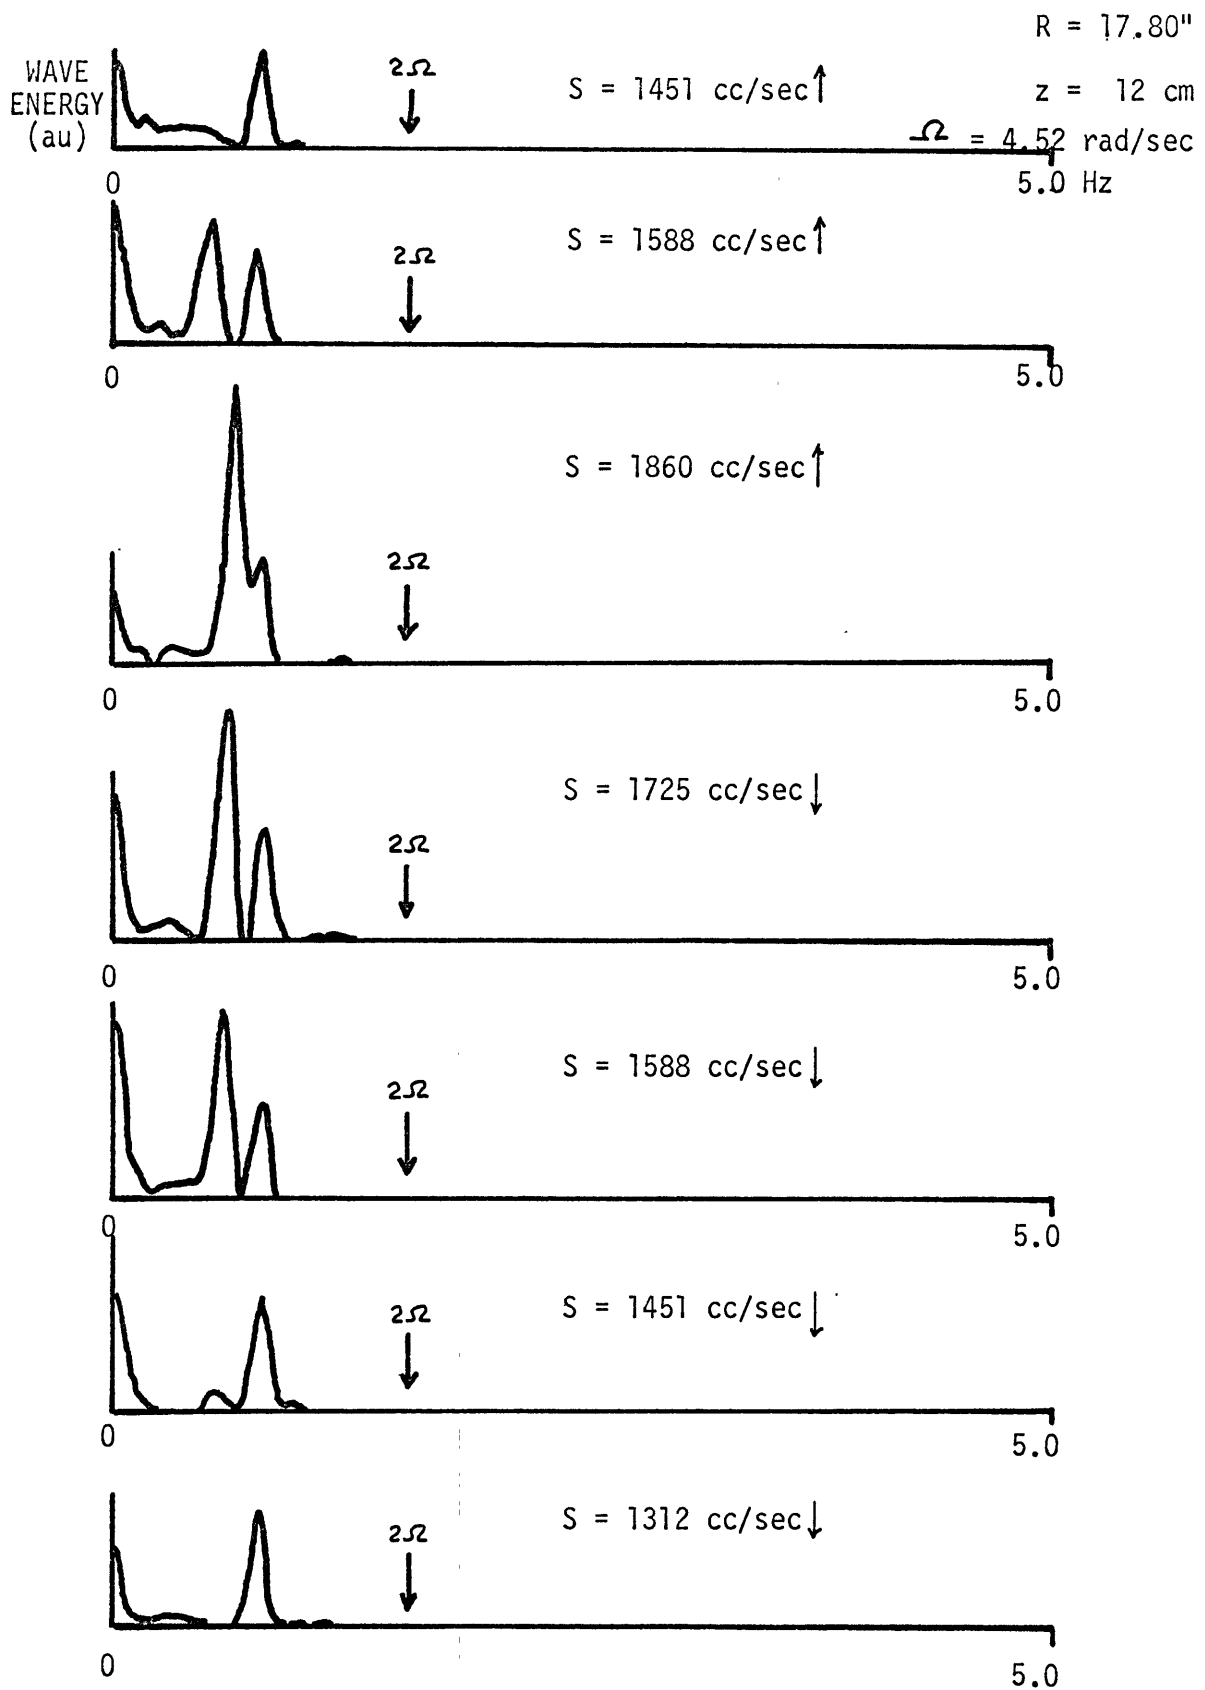 R = 17.80"
WAVE
ENERGY
(au)
2Ω
S = 1451 cc/sec↑
z = 12 cm
Ω = 4.52 rad/sec
0
5.0 Hz
2Ω
S = 1588 cc/sec↑
0
5.0
S = 1860 cc/sec↑
2Ω
0
5.0
S = 1725 cc/sec↓
2Ω
0
5.0
S = 1588 cc/sec↓
2Ω
0
5.0
S = 1451 cc/sec↓
2Ω
0
5.0
S = 1312 cc/sec↓
2Ω
0
5.0